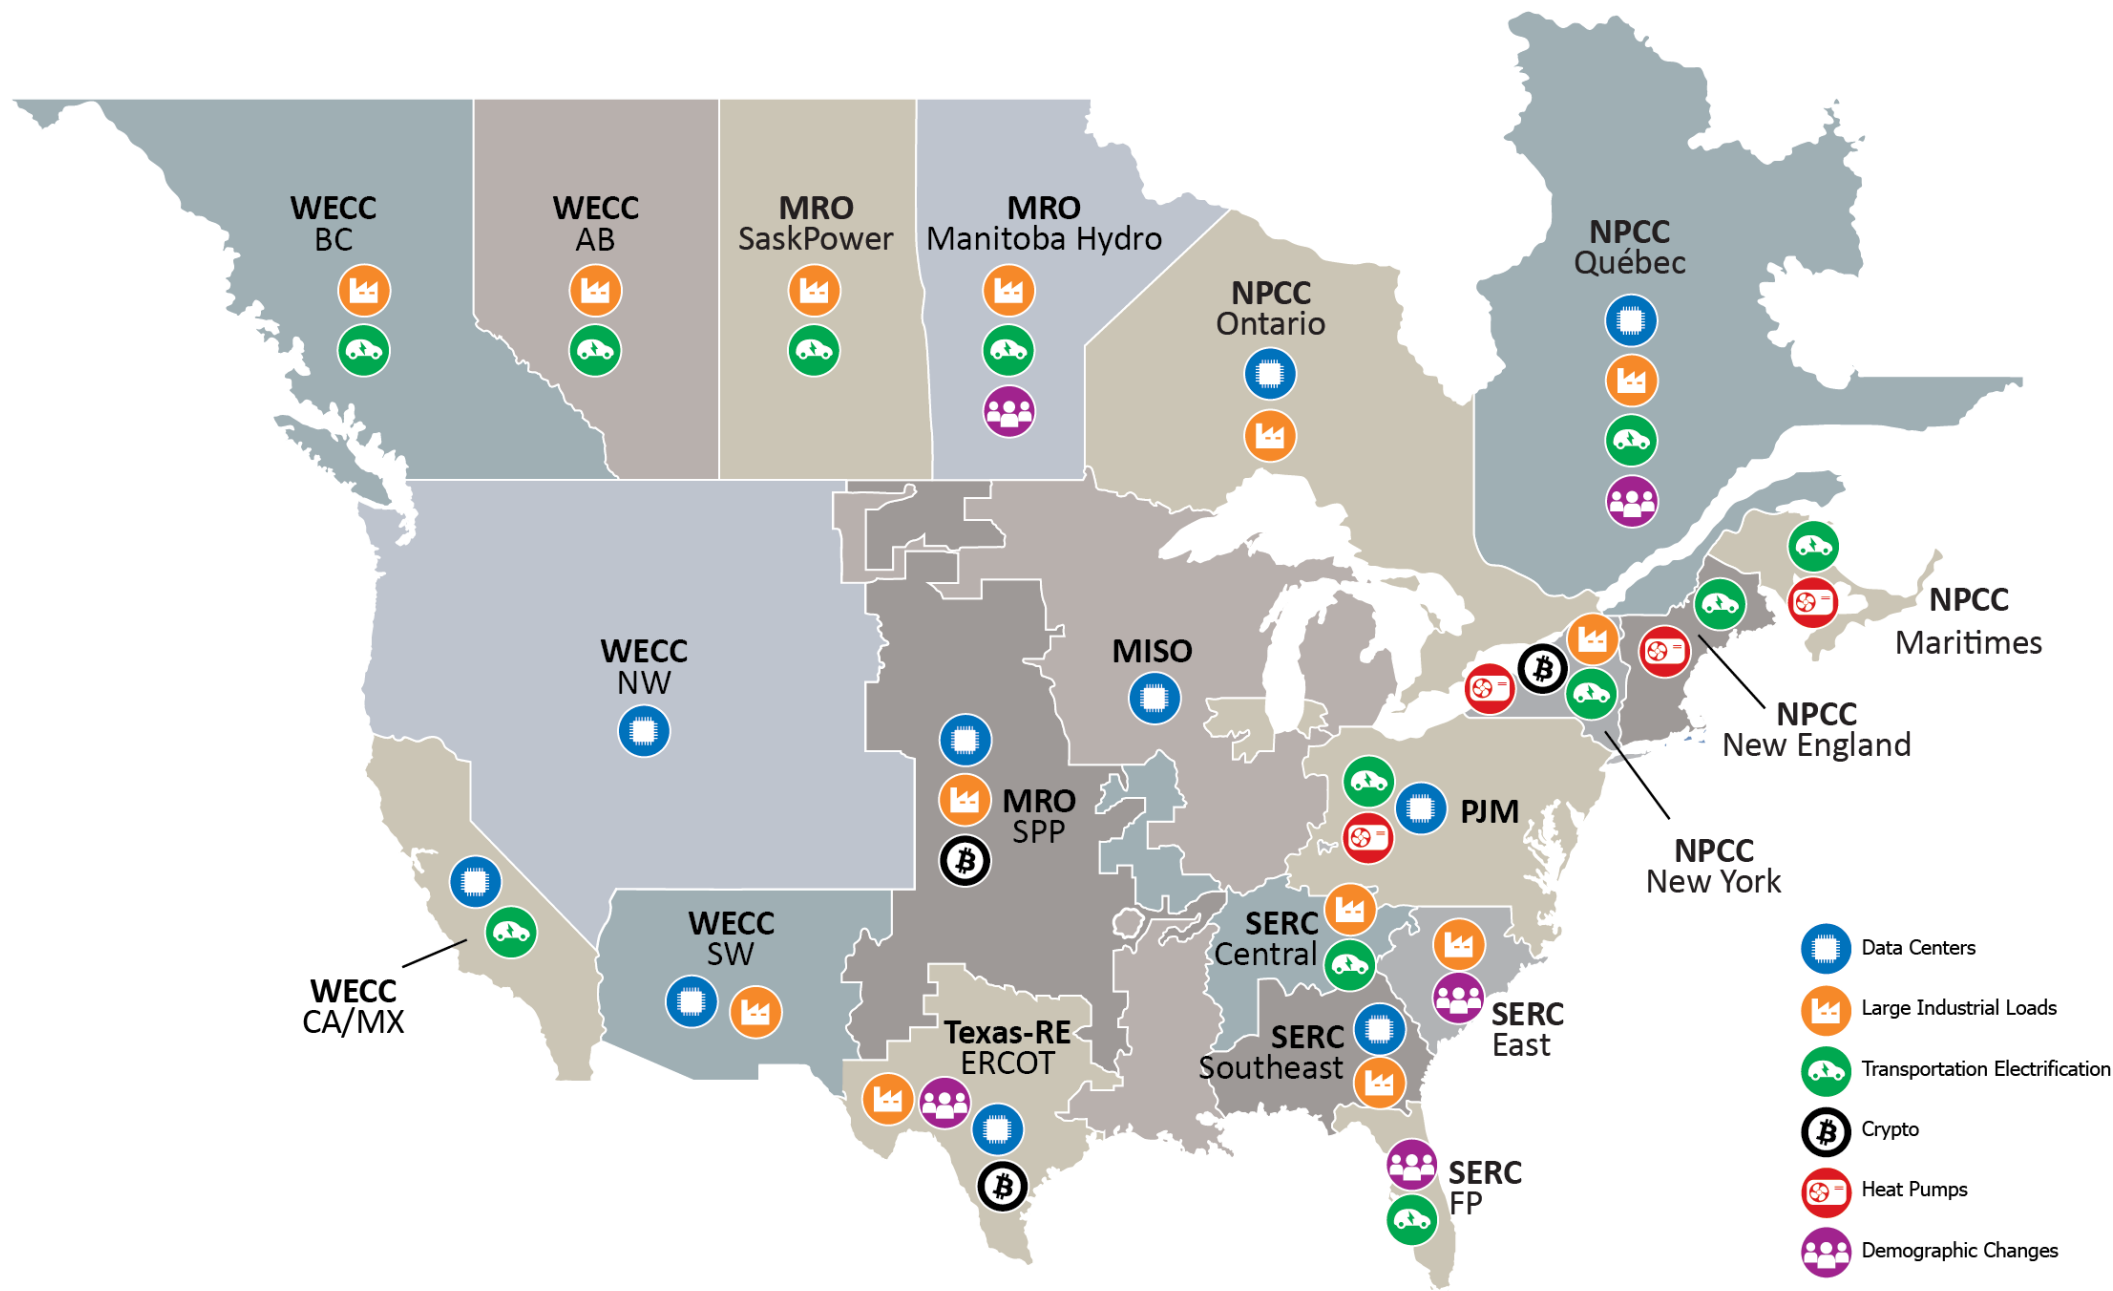 WECC
BC
WECC
AB
MRO
SaskPower
MRO
Manitoba Hydro
NPCC
Ontario
NPCC
Québec
NPCC
Maritimes
WECC
NW
MISO
NPCC
New England
MRO
SPP
PJM
NPCC
New York
WECC
CA/MX
WECC
SW
SERC
Central
SERC
East
Texas-RE
ERCOT
SERC
Southeast
SERC
FP
Data Centers
Large Industrial Loads
Transportation Electrification
Crypto
Heat Pumps
Demographic Changes